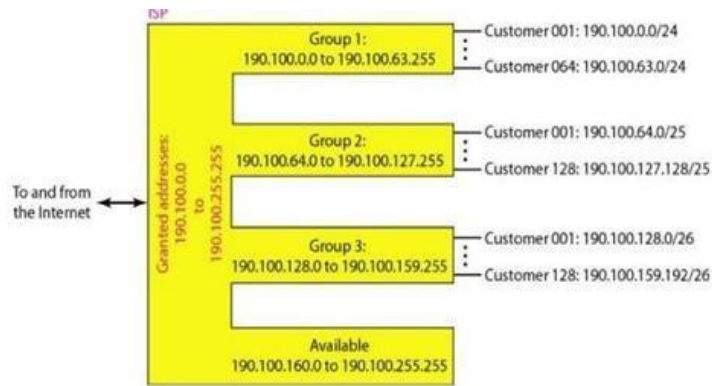 ISP
Group 1:
190.100.0.0 to 190.100.63.255
Customer 001: 190.100.0.0/24
Customer 064: 190.100.63.0/24
Group 2:
190.100.64.0 to 190.100.127.255
Customer 001: 190.100.64.0/25
Customer 128: 190.100.127.128/25
To and from
the Internet
Granted addresses:
190.100.0.0
to
190.100.255.255
Group 3:
190.100.128.0 to 190.100.159.255
Customer 001: 190.100.128.0/26
Customer 128: 190.100.159.192/26
Available
190.100.160.0 to 190.100.255.255